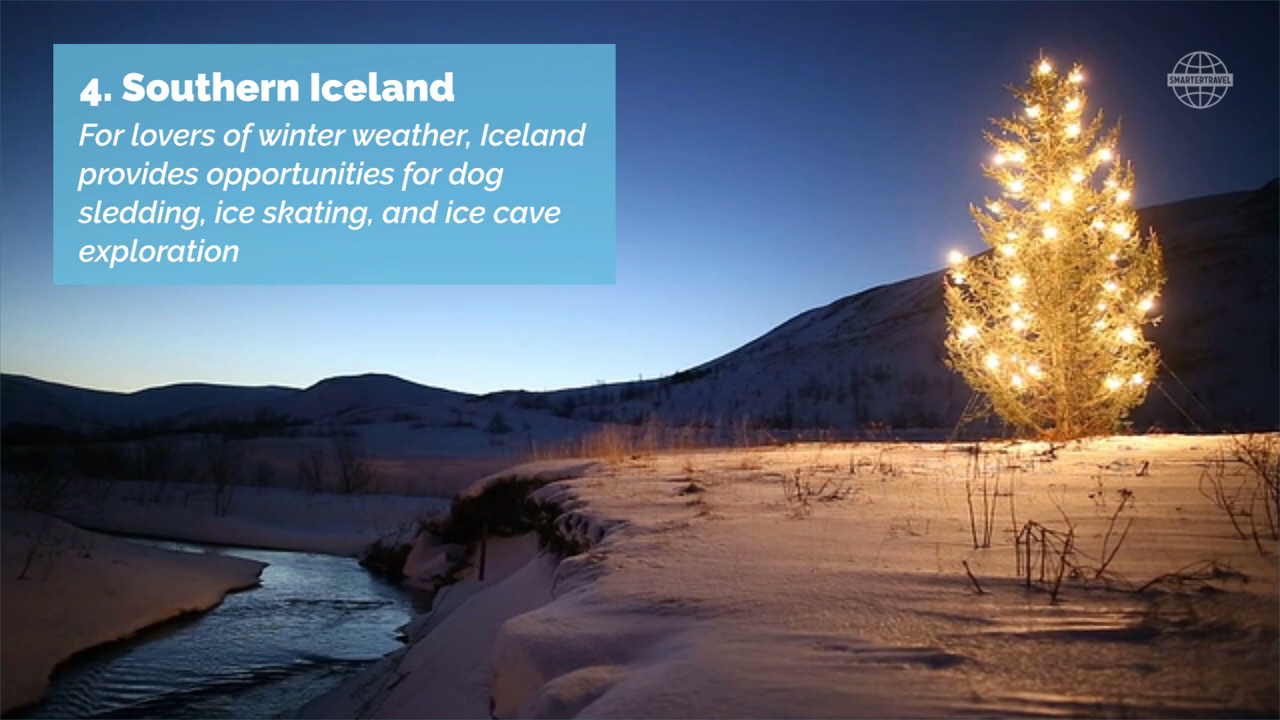 4. Southern Iceland
For lovers of winter weather, Iceland
provides opportunities for dog
sledding, ice skating, and ice cave
exploration
SMARTERTRAVEL